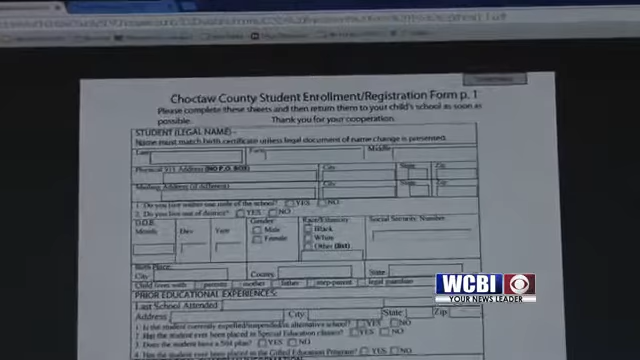 Choctaw County Student Enrollment/Registration Form p. 1
Please complete these sheets and then return them to your child's school as soon as
possible. Thank you for your cooperation.
STUDENT (LEGAL NAME) –
Name must match birth certificate unless legal document of name change is presented.
Last: First: Middle:
Physical 911 Address (NO P.O. BOX) City State Zip
Mailing Address (if different) City State Zip
1. Do you live within one mile of the school? YES NO
2. Do you live out of district? YES NO
D.O.B. Gender Race/Ethnicity Social Security Number
Month Day Year Male Black
Female White
Other (list)
Birth Place:
City County State
Child lives with parents mother father step-parent legal guardian
PRIOR EDUCATIONAL EXPERIENCES:
Last School Attended
Address City State Zip
1. Is the student currently expelled/suspended in alternative school? YES NO
2. Has the student ever been placed in Special Education classes? YES NO
3. Does the student have a 504 plan? YES NO
4. Has the student ever been placed in the Gifted Education Program? YES NO
WCBI
YOUR NEWS LEADER